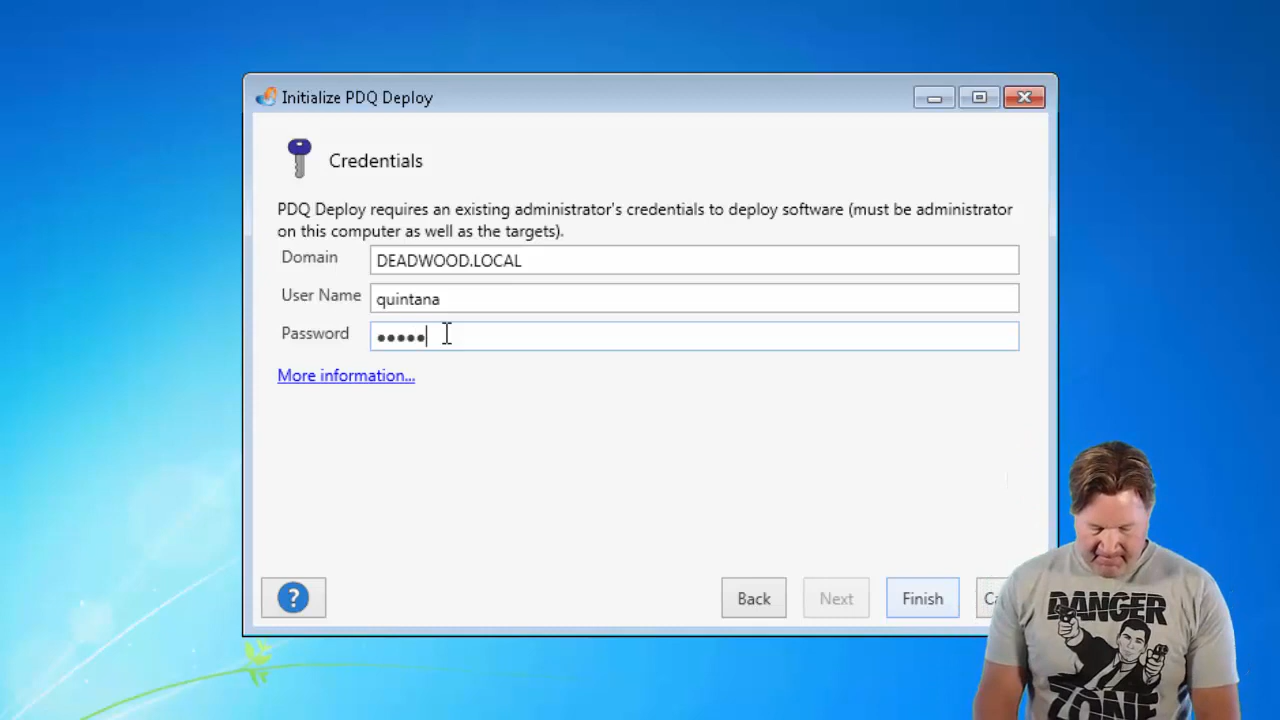 Initialize PDQ Deploy
Credentials
PDQ Deploy requires an existing administrator's credentials to deploy software (must be administrator
on this computer as well as the targets).
Domain DEADWOOD.LOCAL
User Name quintana
Password •••••
More information...
? Back Next Finish
DANGER
ZONE